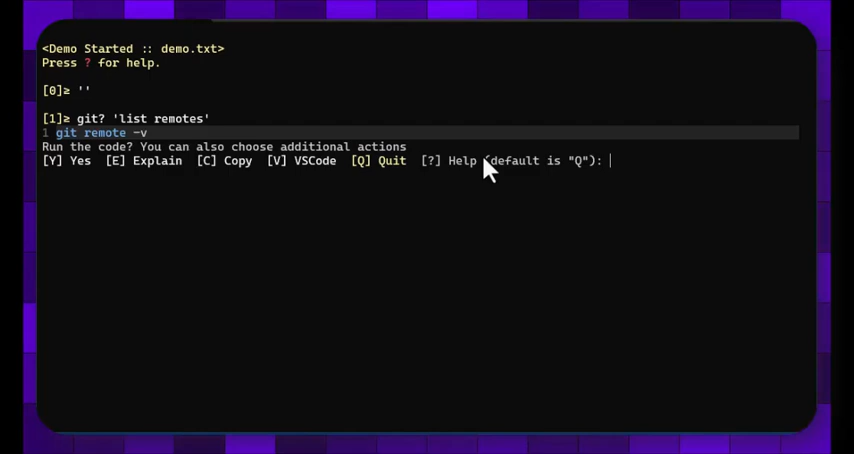 <Demo Started :: demo.txt>
Press ? for help.
[0]≥ ''
[1]≥ git? 'list remotes'
1 git remote -v
Run the code? You can also choose additional actions
[Y] Yes [E] Explain [C] Copy [V] VSCode [Q] Quit [?] Help (default is "Q"):